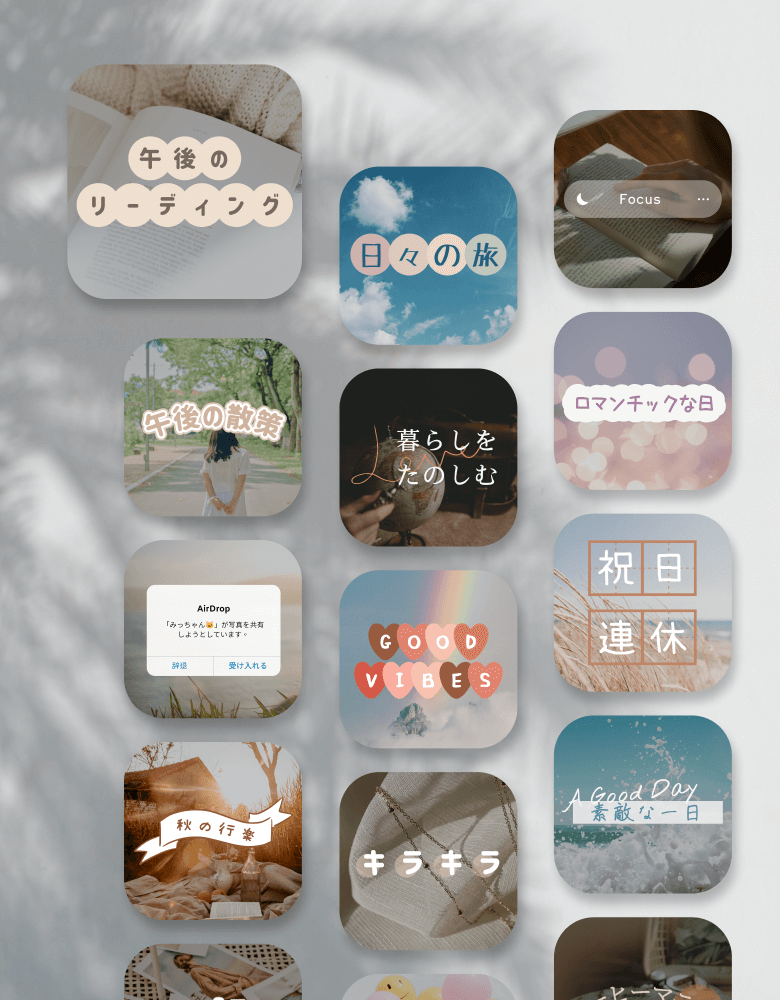 午後の
リーディング
日々の旅
Focus
午後の散策
暮らしを
たのしむ
ロマンチックな日
AirDrop
「みっちゃん😼」が写真を共有
しようとしています。
辞退
受け入れる
GOOD
VIBES
祝日
連休
秋の行楽
キラキラ
A Good Day
素敵な一日